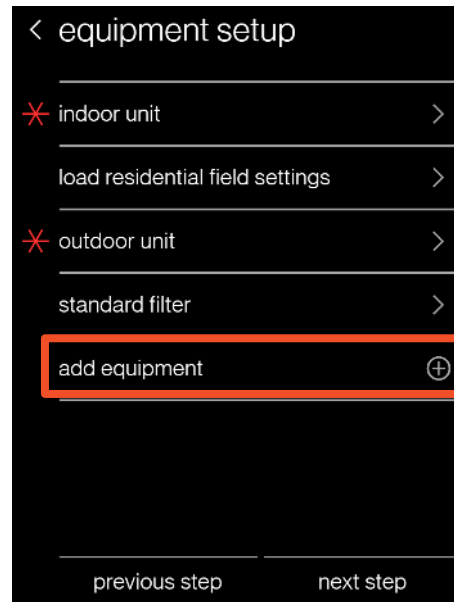 equipment setup
indoor unit
load residential field settings
outdoor unit
standard filter
add equipment
previous step next step